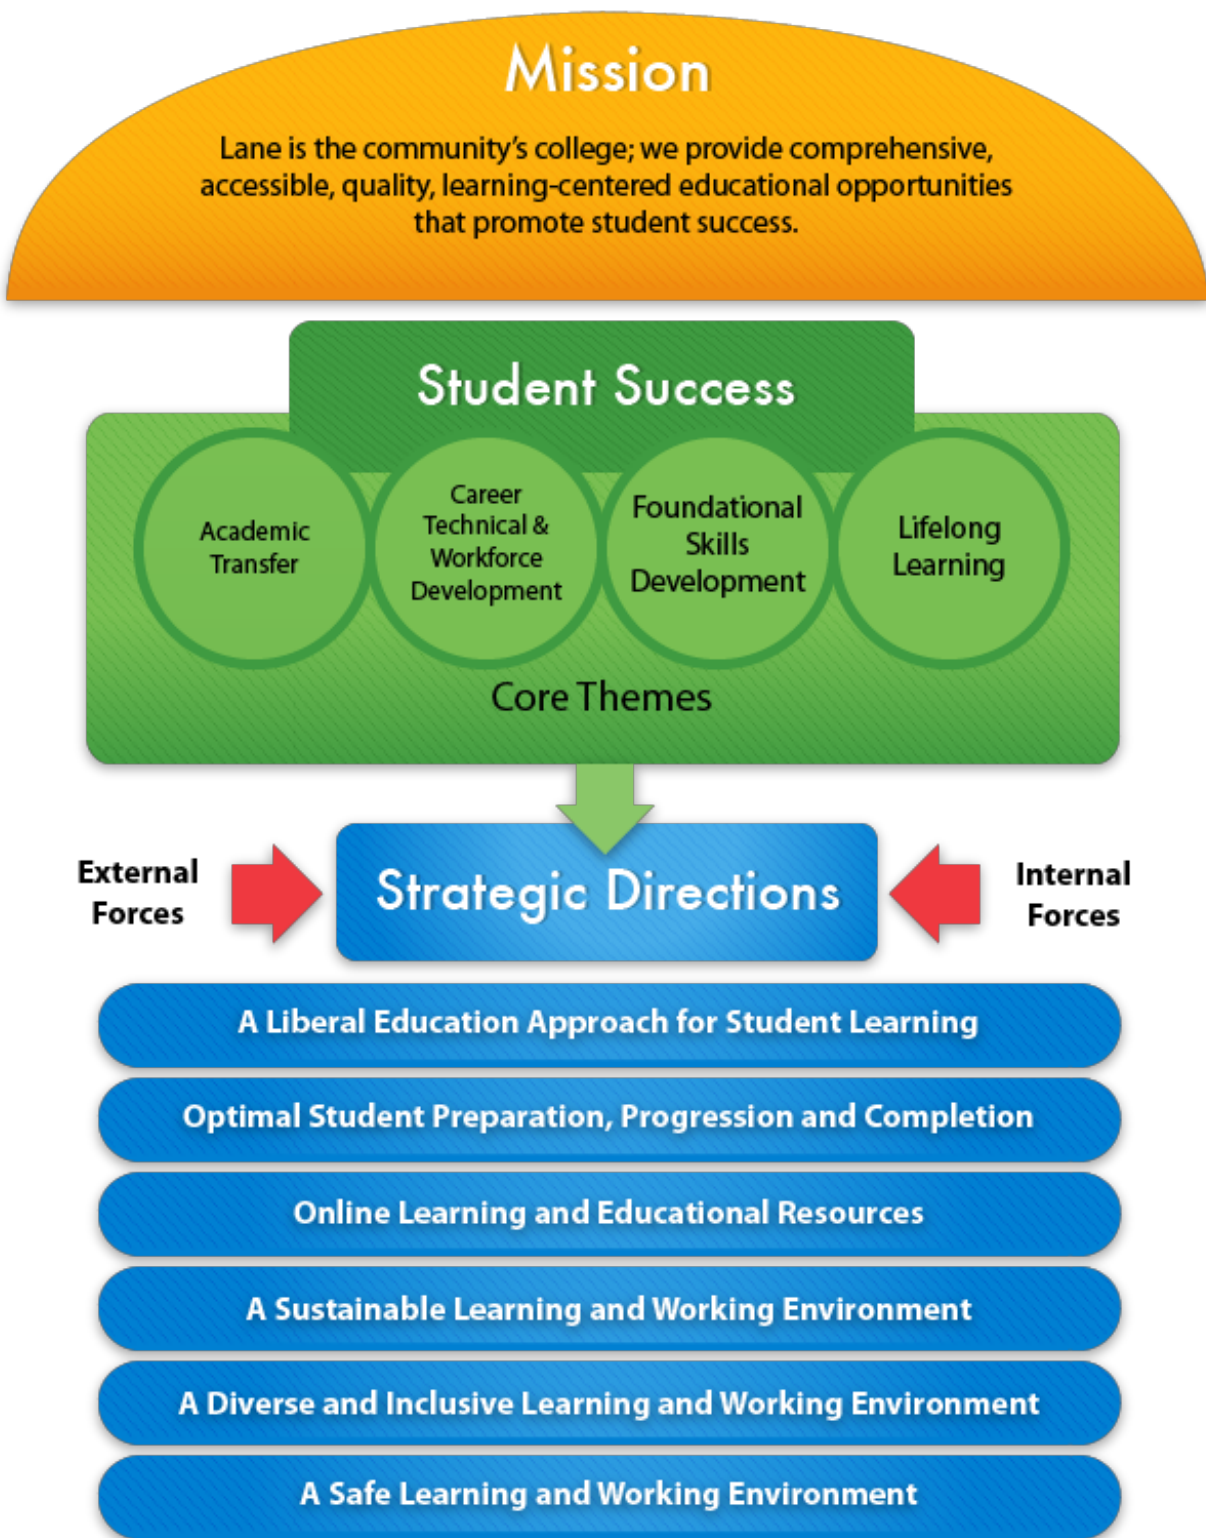 Mission
Lane is the community's college; we provide comprehensive,
accessible, quality, learning-centered educational opportunities
that promote student success.
Student Success
Academic
Transfer
Career
Technical &
Workforce
Development
Foundational
Skills
Development
Lifelong
Learning
Core Themes
External
Forces
Strategic Directions
Internal
Forces
A Liberal Education Approach for Student Learning
Optimal Student Preparation, Progression and Completion
Online Learning and Educational Resources
A Sustainable Learning and Working Environment
A Diverse and Inclusive Learning and Working Environment
A Safe Learning and Working Environment